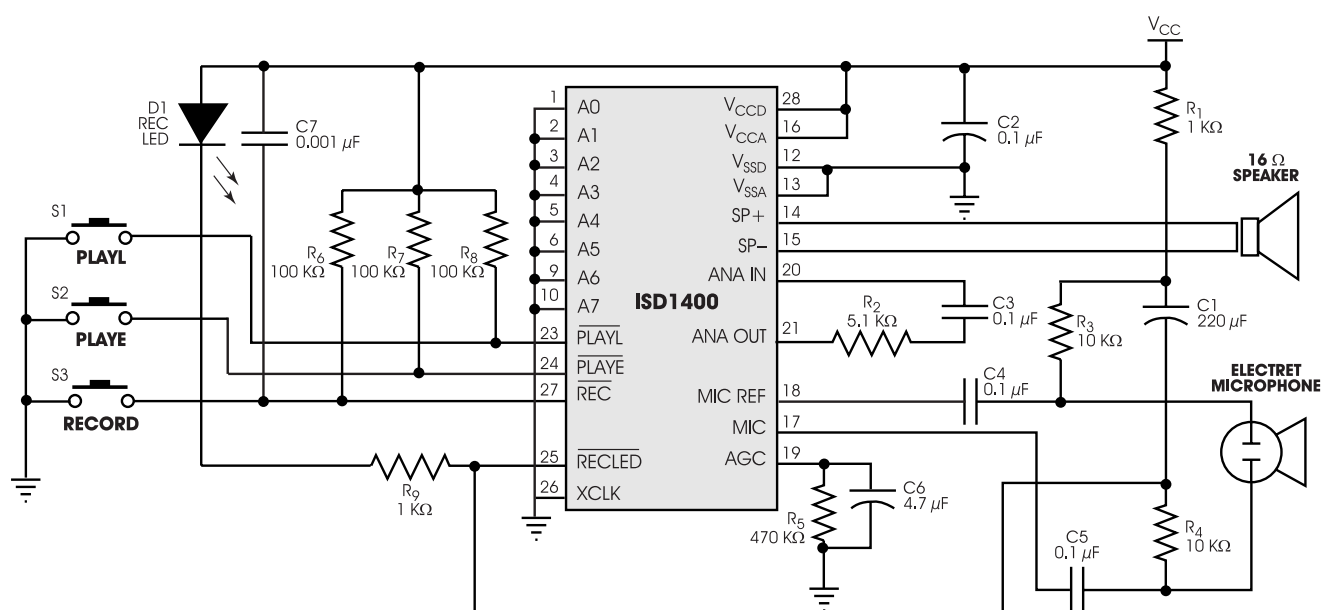 V_CC
D1
REC
LED
C7
0.001 µF
1
A0
2
A1
3
A2
4
A3
5
A4
6
A5
9
A6
10
A7
23
P̅L̅A̅Y̅L̅
24
P̅L̅A̅Y̅E̅
27
R̅E̅C̅
25
R̅E̅C̅L̅E̅D̅
26
XCLK
ISD1400
V_CCD
28
V_CCA
16
V_SSD
12
V_SSA
13
SP+
14
SP–
15
ANA IN
20
ANA OUT
21
MIC REF
18
MIC
17
AGC
19
C2
0.1 µF
R1
1 KΩ
16 Ω
SPEAKER
S1
PLAYL
S2
PLAYE
S3
RECORD
R6
100 KΩ
R7
100 KΩ
R8
100 KΩ
R9
1 KΩ
R2
5.1 KΩ
C3
0.1 µF
R3
10 KΩ
C1
220 µF
C4
0.1 µF
ELECTRET
MICROPHONE
R5
470 KΩ
C6
4.7 µF
C5
0.1 µF
R4
10 KΩ